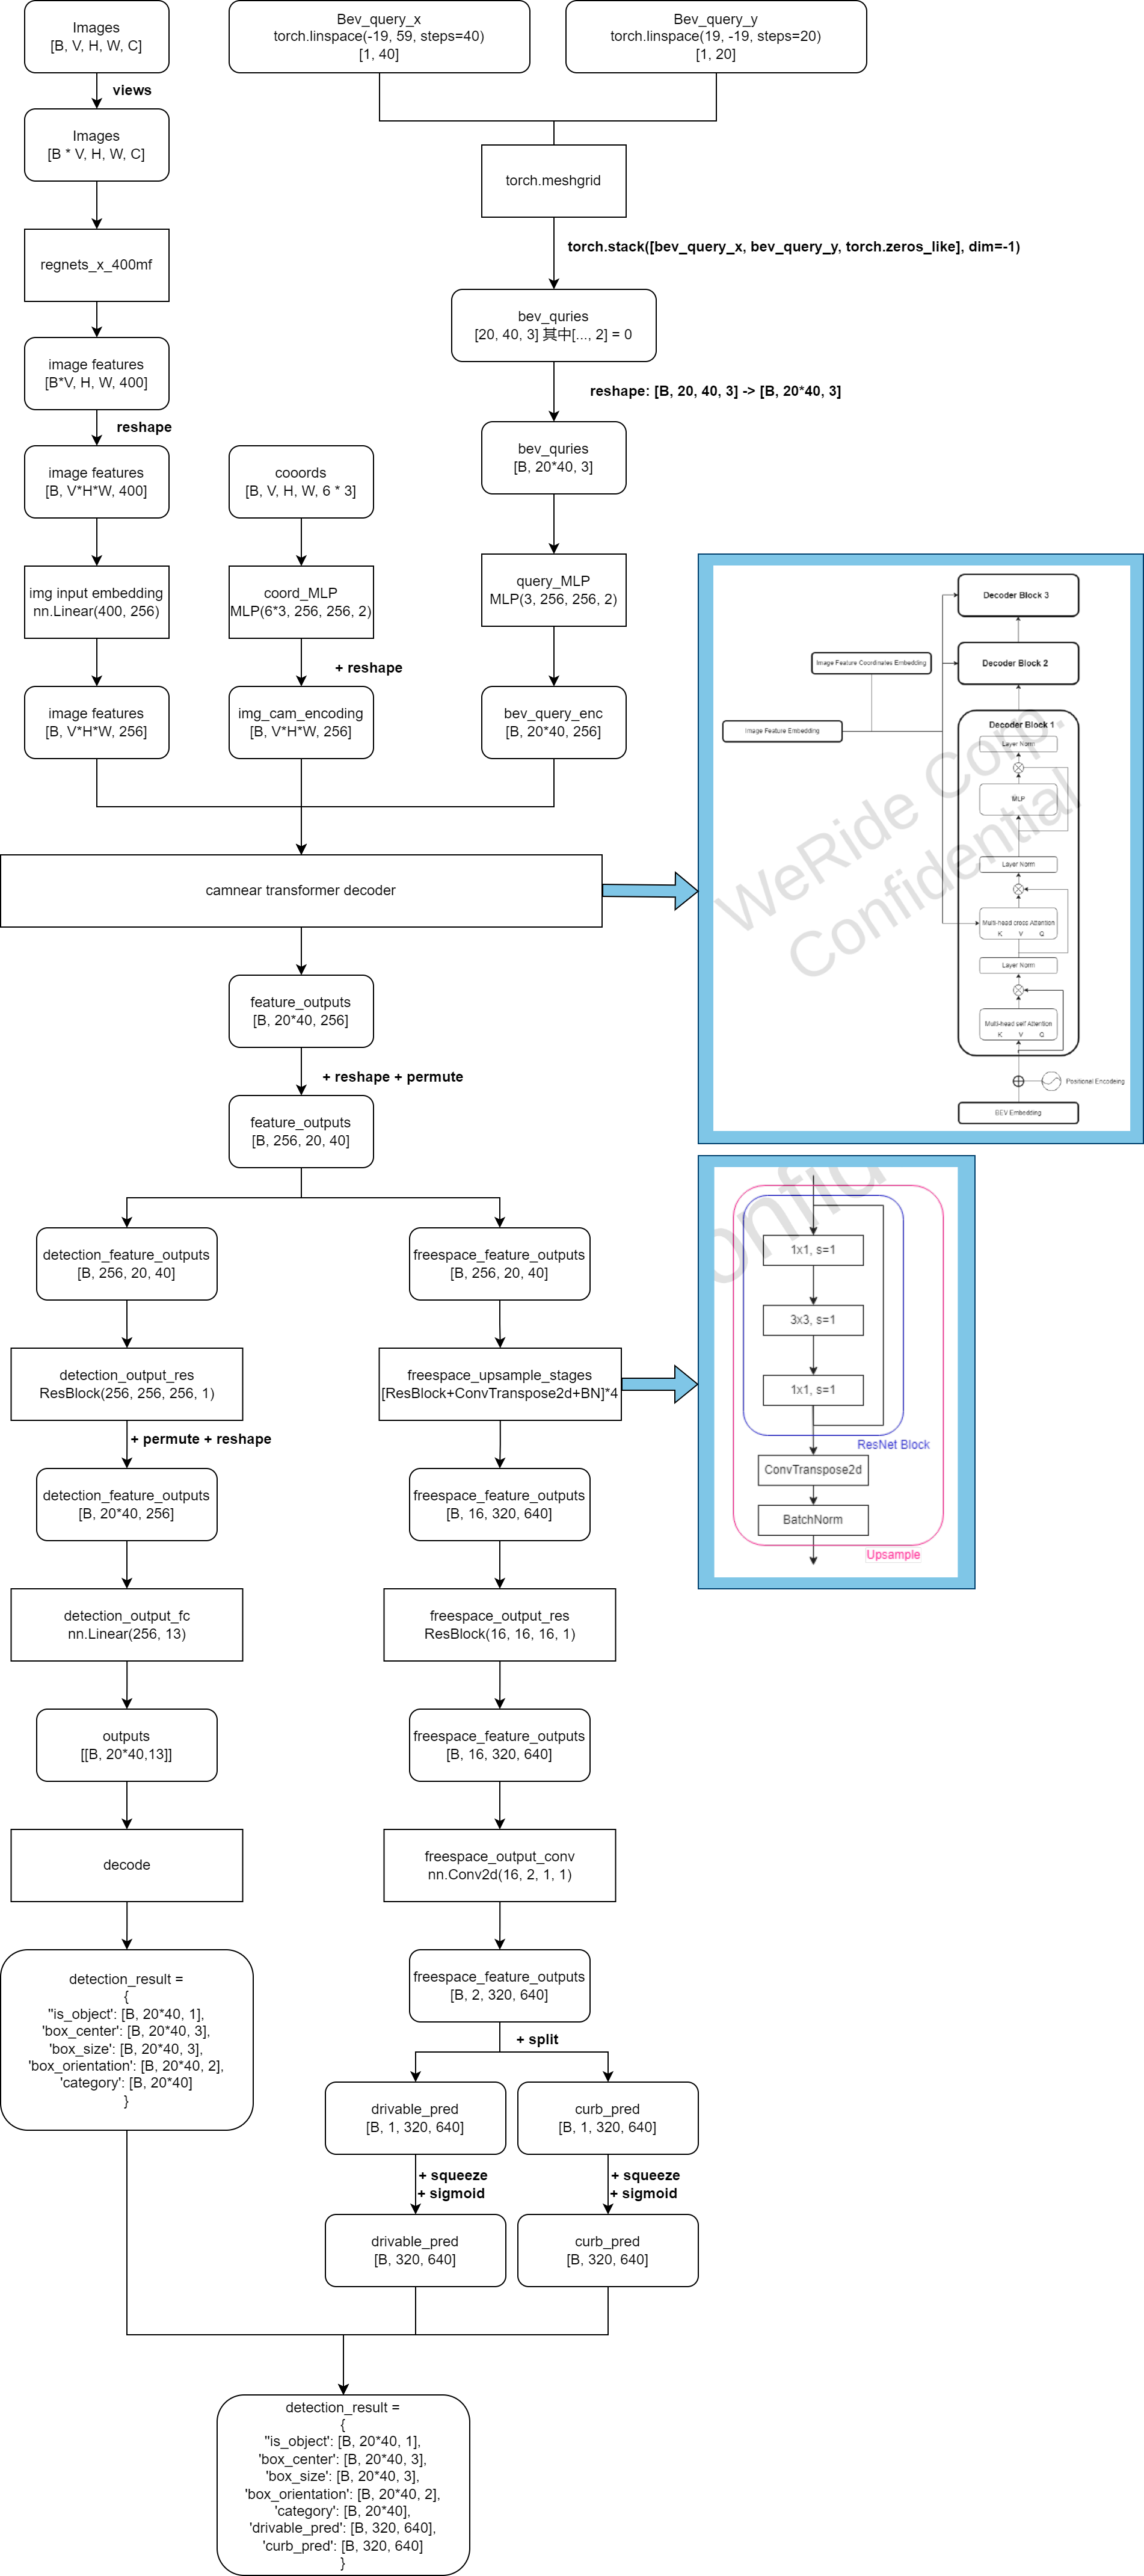 Images
[B, V, H, W, C]
Bev_query_x
torch.linspace(-19, 59, steps=40)
[1, 40]
Bev_query_y
torch.linspace(19, -19, steps=20)
[1, 20]
views
Images
[B * V, H, W, C]
torch.meshgrid
regnets_x_400mf
torch.stack([bev_query_x, bev_query_y, torch.zeros_like], dim=-1)
bev_quries
[20, 40, 3] 其中[..., 2] = 0
image features
[B*V, H, W, 400]
reshape: [B, 20, 40, 3] -> [B, 20*40, 3]
reshape
image features
[B, V*H*W, 400]
cooords
[B, V, H, W, 6 * 3]
bev_quries
[B, 20*40, 3]
img input embedding
nn.Linear(400, 256)
coord_MLP
MLP(6*3, 256, 256, 2)
query_MLP
MLP(3, 256, 256, 2)
+ reshape
image features
[B, V*H*W, 256]
img_cam_encoding
[B, V*H*W, 256]
bev_query_enc
[B, 20*40, 256]
camnear transformer decoder
Decoder Block 3
Decoder Block 2
Image Feature Coordinates Embedding
Image Feature Embedding
Decoder Block 1
Layer Norm
MLP
Layer Norm
Multi-head cross Attention
K V Q
Layer Norm
Multi-head self Attention
K V Q
Positional Encodeing
BEV Embedding
WeRide Corp.
Confidential
feature_outputs
[B, 20*40, 256]
+ reshape + permute
feature_outputs
[B, 256, 20, 40]
detection_feature_outputs
[B, 256, 20, 40]
freespace_feature_outputs
[B, 256, 20, 40]
detection_output_res
ResBlock(256, 256, 256, 1)
freespace_upsample_stages
[ResBlock+ConvTranspose2d+BN]*4
1x1, s=1
3x3, s=1
1x1, s=1
ResNet Block
ConvTranspose2d
BatchNorm
Upsample
+ permute + reshape
detection_feature_outputs
[B, 20*40, 256]
freespace_feature_outputs
[B, 16, 320, 640]
detection_output_fc
nn.Linear(256, 13)
freespace_output_res
ResBlock(16, 16, 16, 1)
outputs
[[B, 20*40,13]]
freespace_feature_outputs
[B, 16, 320, 640]
decode
freespace_output_conv
nn.Conv2d(16, 2, 1, 1)
detection_result =
{
"is_object': [B, 20*40, 1],
'box_center': [B, 20*40, 3],
'box_size': [B, 20*40, 3],
'box_orientation': [B, 20*40, 2],
'category': [B, 20*40]
}
freespace_feature_outputs
[B, 2, 320, 640]
+ split
drivable_pred
[B, 1, 320, 640]
curb_pred
[B, 1, 320, 640]
+ squeeze
+ sigmoid
+ squeeze
+ sigmoid
drivable_pred
[B, 320, 640]
curb_pred
[B, 320, 640]
detection_result =
{
"is_object': [B, 20*40, 1],
'box_center': [B, 20*40, 3],
'box_size': [B, 20*40, 3],
'box_orientation': [B, 20*40, 2],
'category': [B, 20*40],
'drivable_pred': [B, 320, 640],
'curb_pred': [B, 320, 640]
}